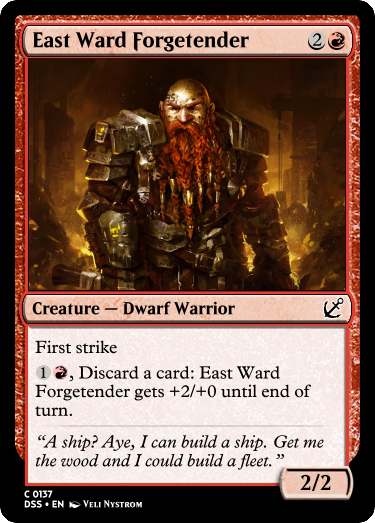 East Ward Forgetender 2
Creature — Dwarf Warrior
First strike
1, Discard a card: East Ward
Forgetender gets +2/+0 until end of
turn.
“A ship? Aye, I can build a ship. Get me
the wood and I could build a fleet.”
2/2
C 0137
DSS • EN Veli Nystrom